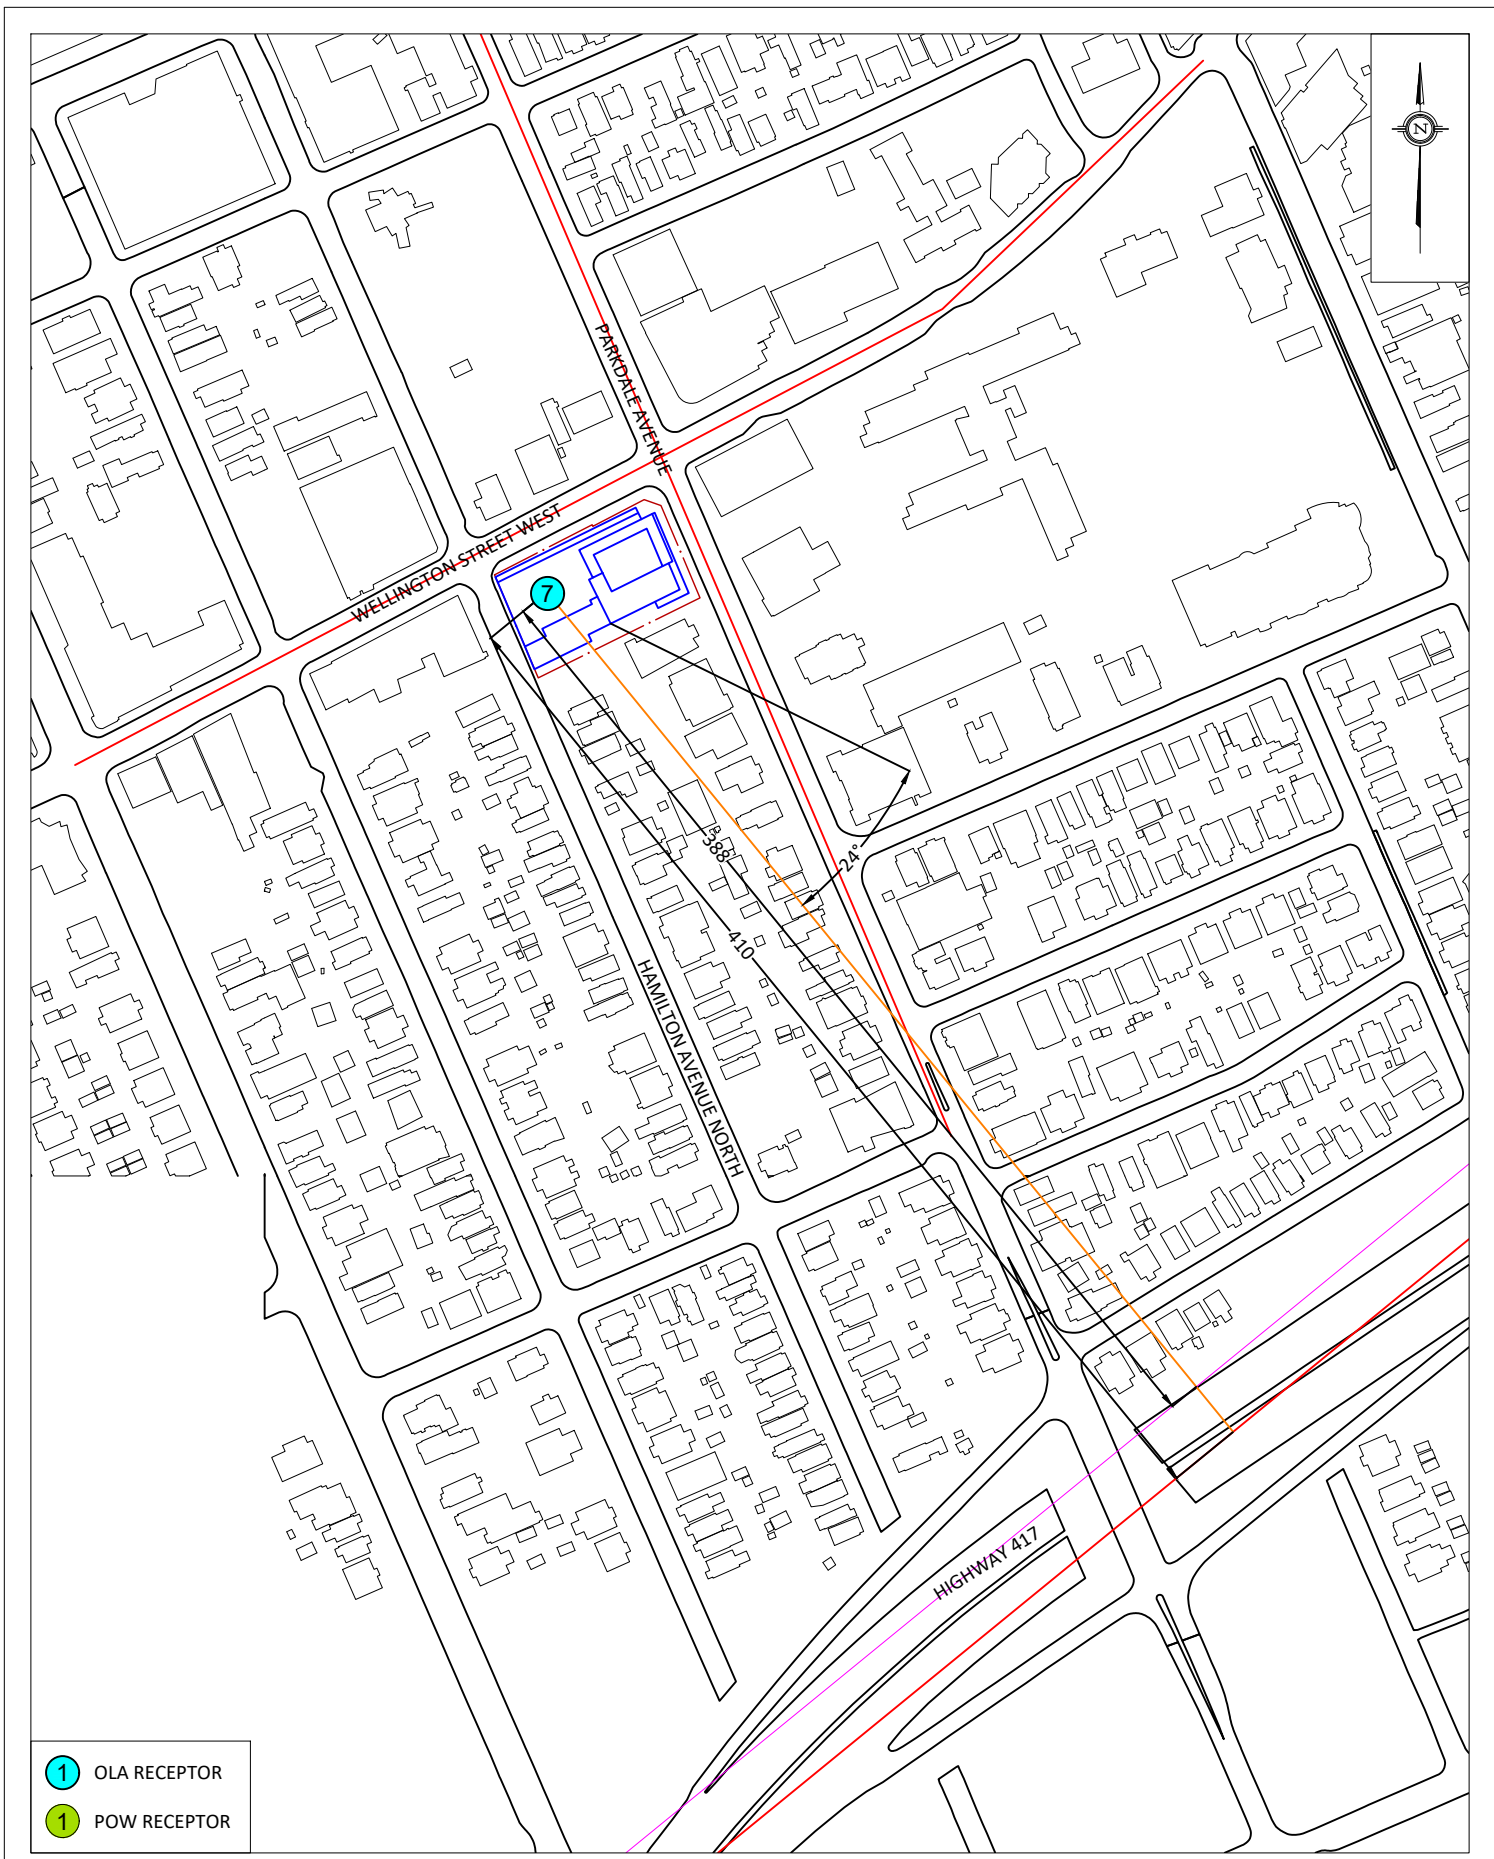 N
PARKDALE AVENUE
WELLINGTON STREET WEST
7
388
24°
410
HAMILTON AVENUE NORTH
HIGHWAY 417
1 OLA RECEPTOR
1 POW RECEPTOR